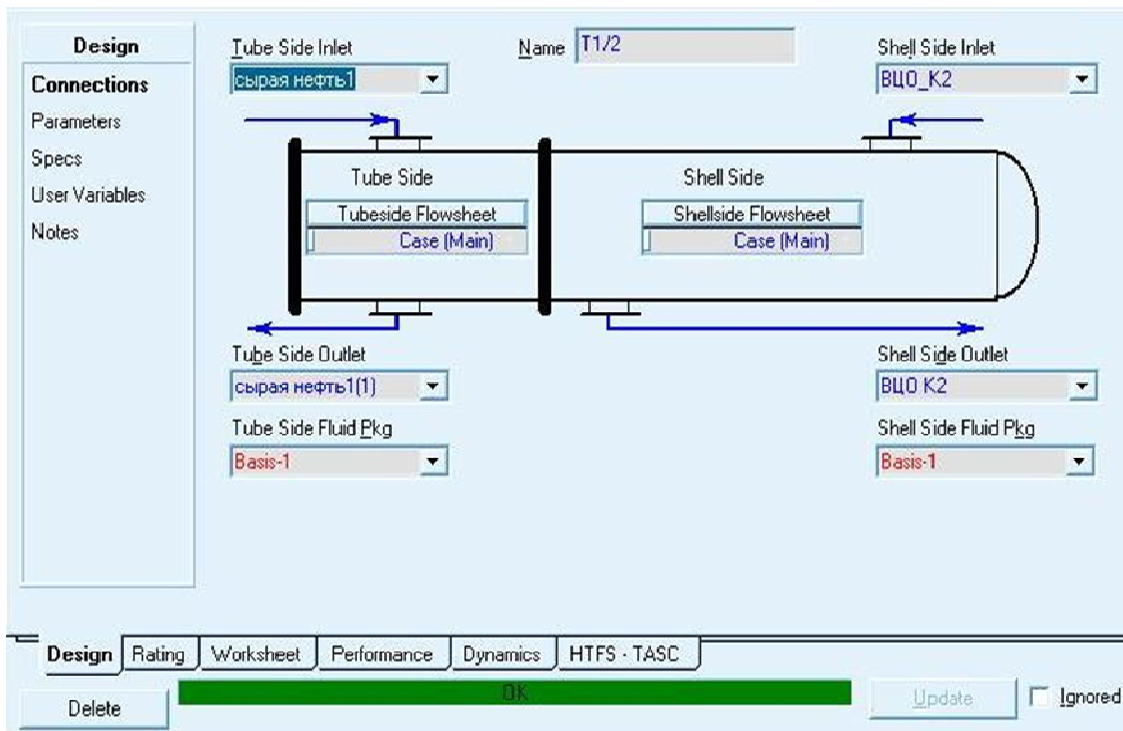 Design
Connections
Parameters
Specs
User Variables
Notes
Tube Side Inlet
сырая нефть1
Name T1/2
Shell Side Inlet
ВЦО_К2
Tube Side
Tubeside Flowsheet
Case (Main)
Shell Side
Shellside Flowsheet
Case (Main)
Tube Side Outlet
сырая нефть1(1)
Tube Side Fluid Pkg
Basis-1
Shell Side Outlet
ВЦО К2
Shell Side Fluid Pkg
Basis-1
Design Rating Worksheet Performance Dynamics HTFS - TASC
Delete OK Update Ignored